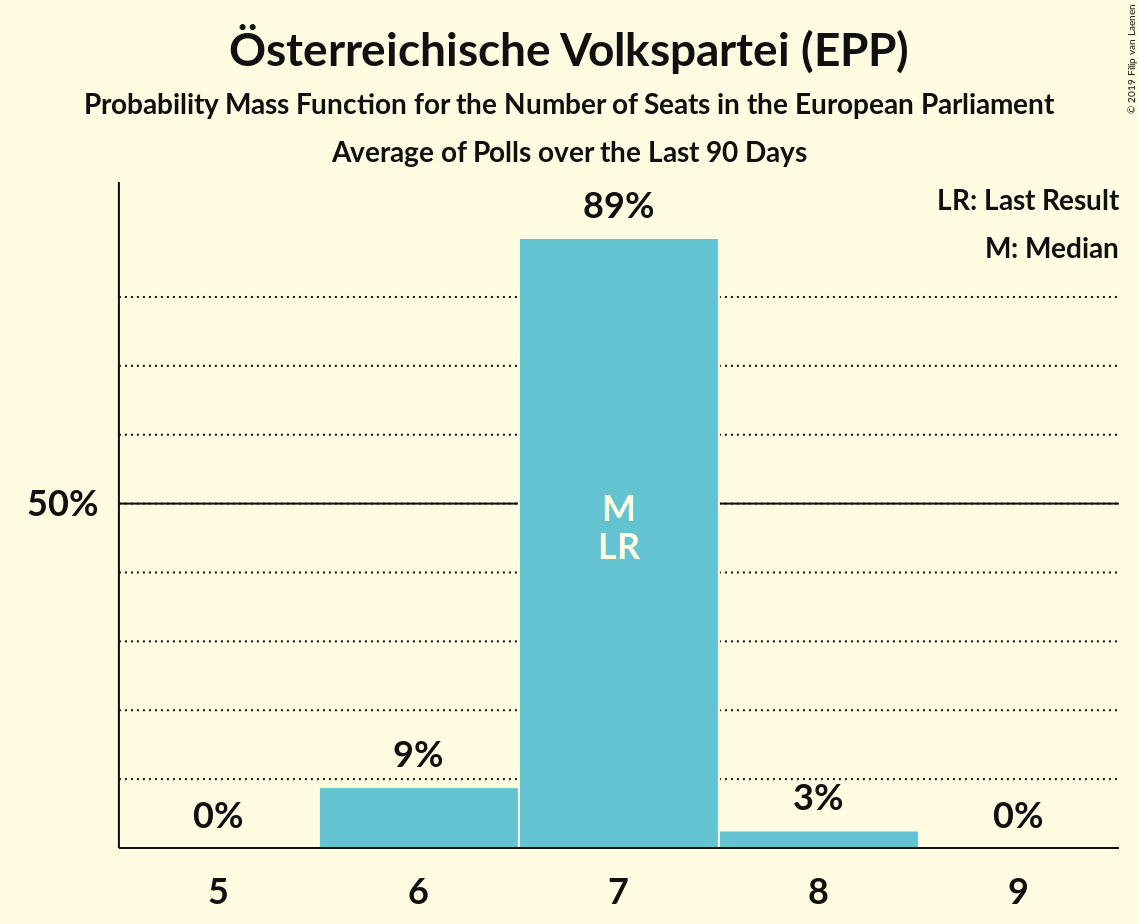 Österreichische Volkspartei (EPP)
Probability Mass Function for the Number of Seats in the European Parliament
Average of Polls over the Last 90 Days
© 2019 Filip van Laenen
LR: Last Result
M: Median
89%
50%
M
LR
9%
3%
0%
0%
5 6 7 8 9